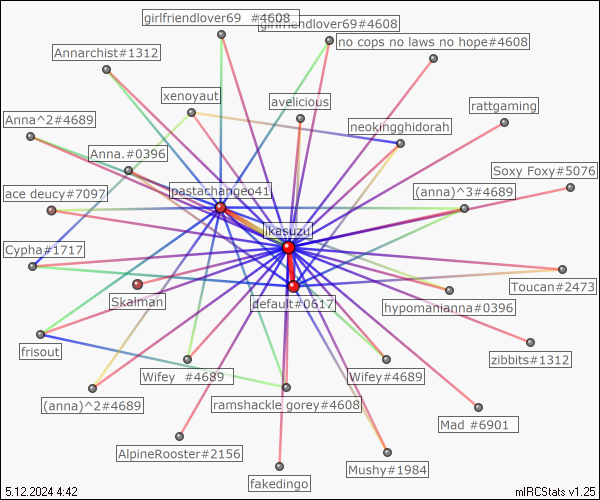 girlfriendlover69 #4608
girlfriendlover69#4608
no cops no laws no hope#4608
Annarchist#1312
xenoyaut
avelicious
rattgaming
Anna^2#4689
neokingghidorah
Anna.#0396
Soxy Foxy#5076
ace deucy#7097
pastachangeo41
(anna)^3#4689
ikasuzu
Cypha#1717
Toucan#2473
Skalman
default#0617
hypomanianna#0396
frisout
zibbits#1312
Wifey #4689
Wifey#4689
(anna)^2#4689
ramshackle gorey#4608
Mad #6901
AlpineRooster#2156
Mushy#1984
fakedingo
5.12.2024 4:42
mIRCStats v1.25